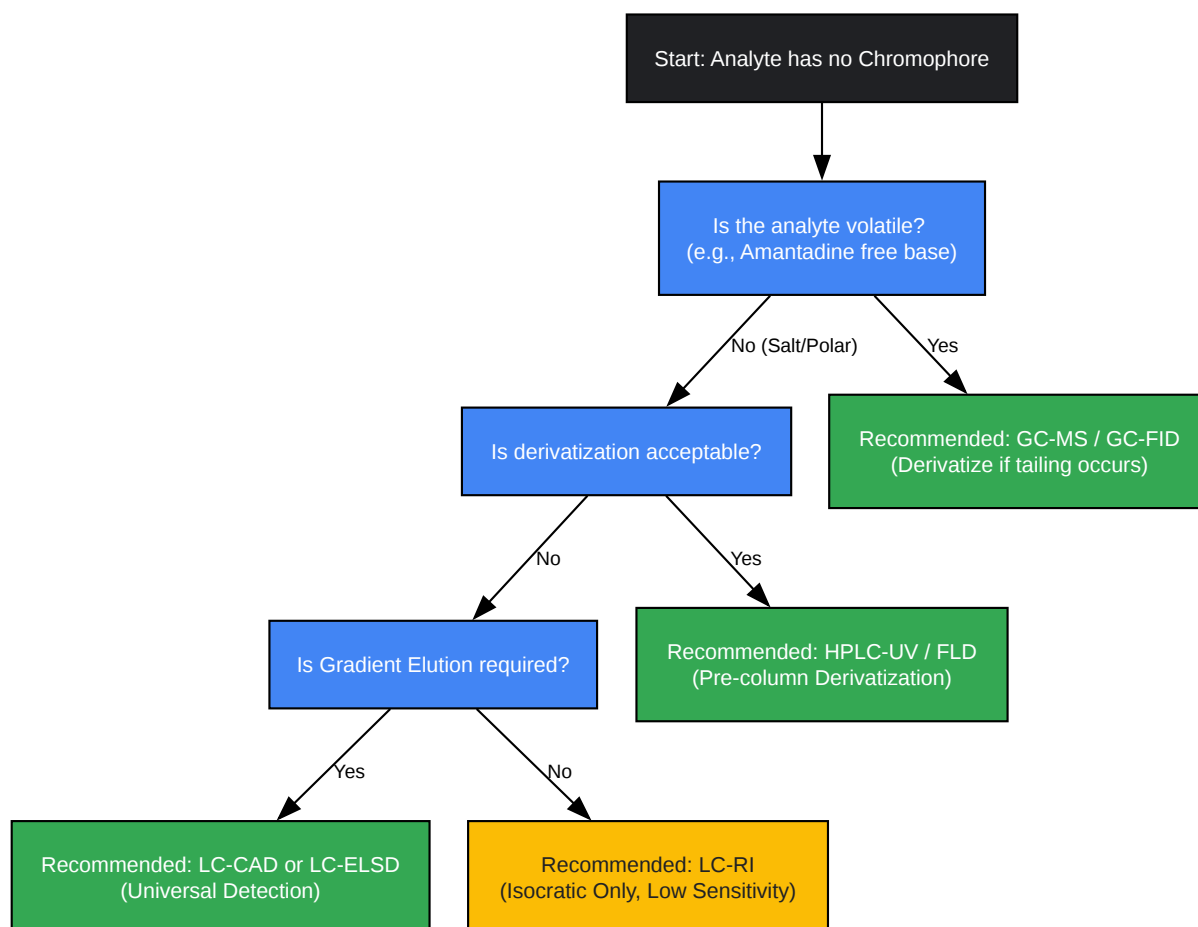 Start: Analyte has no Chromophore
Is the analyte volatile?
(e.g., Amantadine free base)
No (Salt/Polar)
Yes
Is derivatization acceptable?
Recommended: GC-MS / GC-FID
(Derivatize if tailing occurs)
No
Yes
Is Gradient Elution required?
Recommended: HPLC-UV / FLD
(Pre-column Derivatization)
Yes
No
Recommended: LC-CAD or LC-ELSD
(Universal Detection)
Recommended: LC-RI
(Isocratic Only, Low Sensitivity)